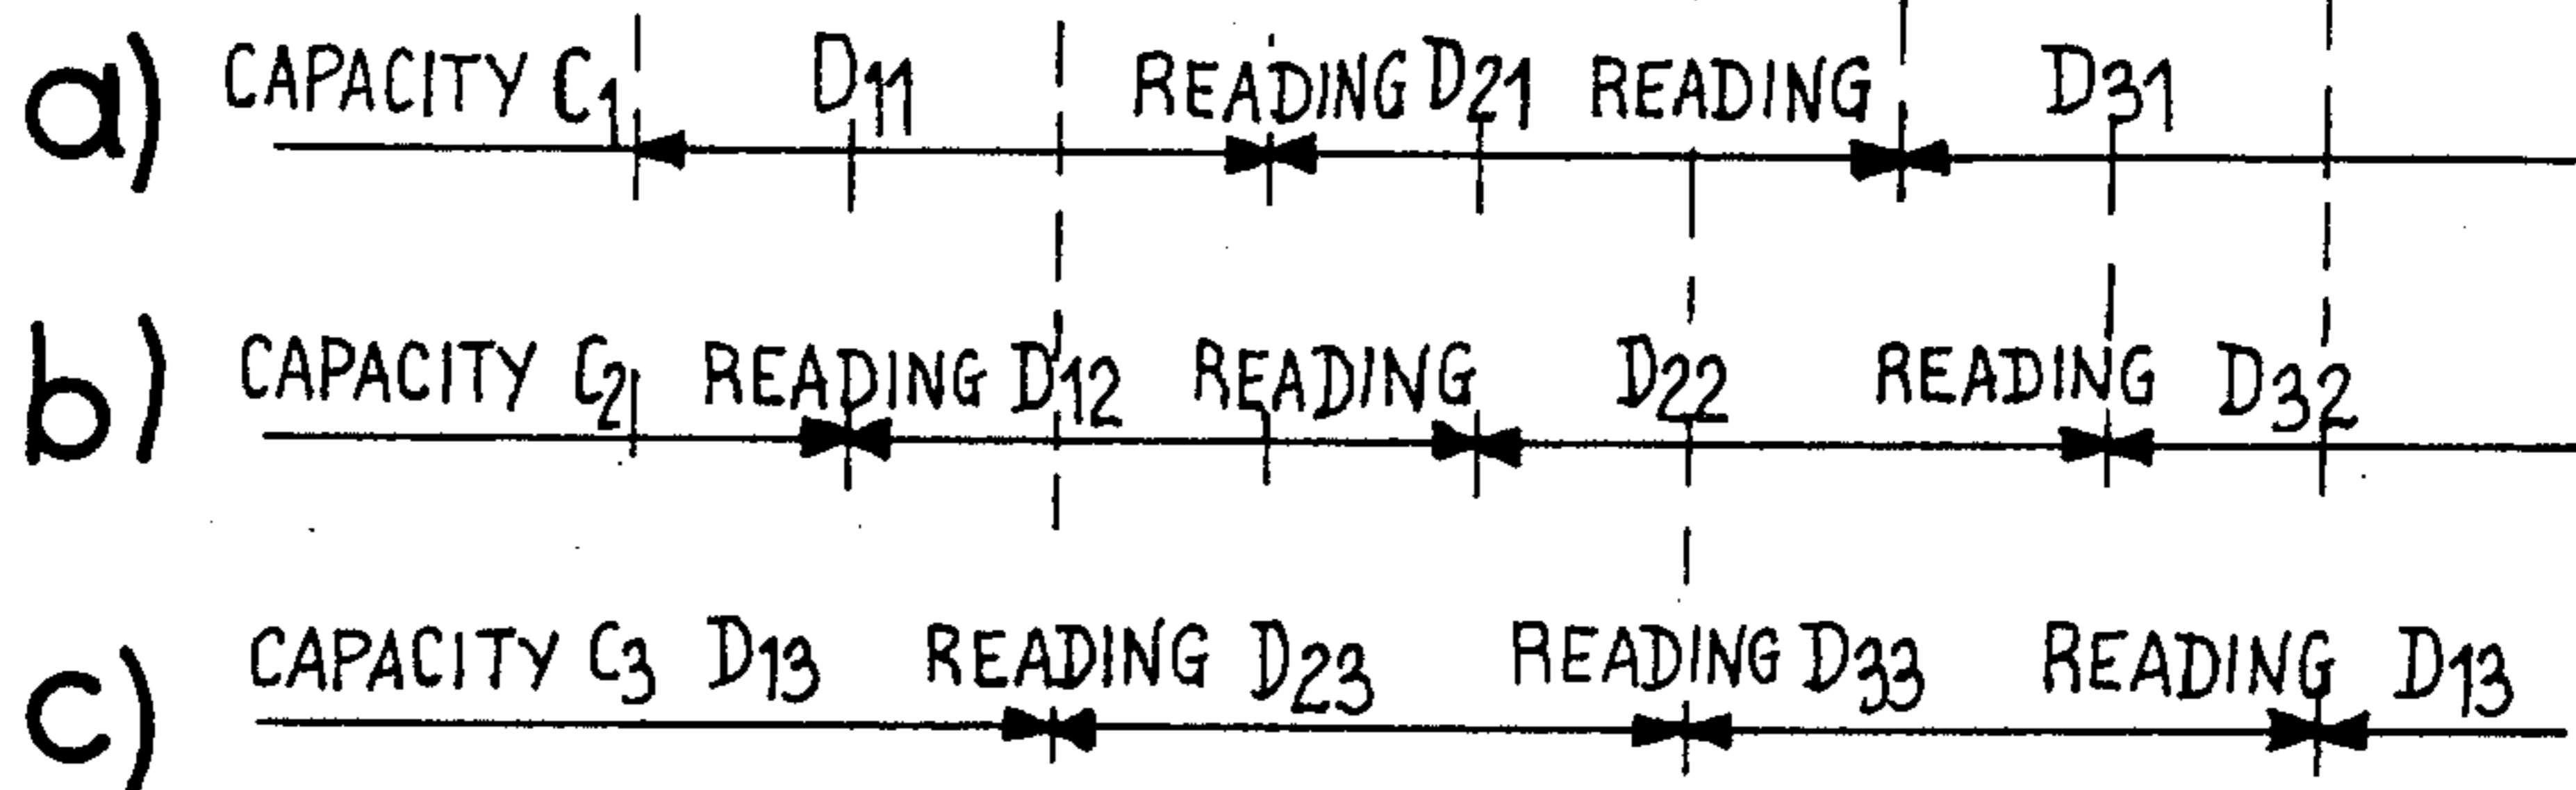 a) CAPACITY C1 D11 READING D21 READING D31
b) CAPACITY C2 READING D12 READING D22 READING D32
c) CAPACITY C3 D13 READING D23 READING D33 READING D13